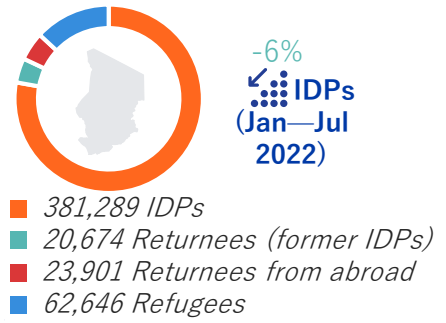 -6%
IDPs
(Jan—Jul
2022)
381,289 IDPs
20,674 Returnees (former IDPs)
23,901 Returnees from abroad
62,646 Refugees